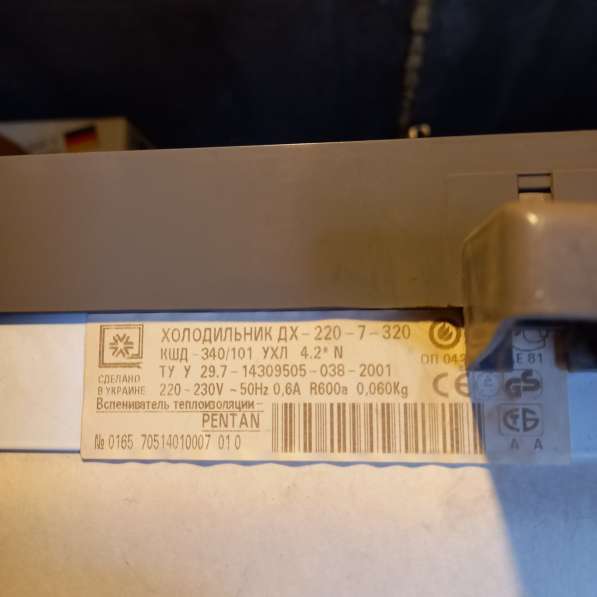 ХОЛОДИЛЬНИК ДХ-220-7-320
КШД-340/101 УХЛ 4.2* N
ТУ У 29.7-14309505-038-2001
220-230V ~50Hz 0,6A R600a 0,060Kg
СДЕЛАНО
В УКРАИНЕ
Вспениватель теплоизоляции-
PENTAN
№ 0165 70514010007 01 0
ОП 043
E 81
CE
A A